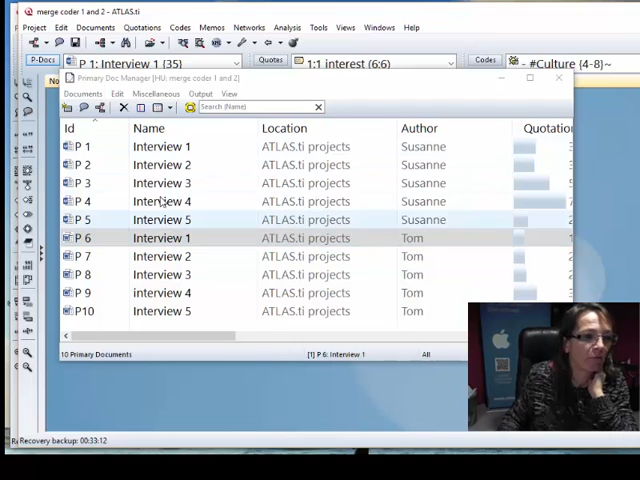 merge coder 1 and 2 - ATLAS.ti
Project Edit Documents Quotations Codes Memos Networks Analysis Tools Views Windows Help
P-Docs P 1: Interview 1 {35} Quotes 1:1 interest (6:6) Codes - #Culture {4-8}~
Primary Doc Manager [HU: merge coder 1 and 2]
Documents Edit Miscellaneous Output View
Search (Name)
Id Name Location Author Quotation
P 1 Interview 1 ATLAS.ti projects Susanne
P 2 Interview 2 ATLAS.ti projects Susanne
P 3 Interview 3 ATLAS.ti projects Susanne
P 4 Interview 4 ATLAS.ti projects Susanne
P 5 Interview 5 ATLAS.ti projects Susanne
P 6 Interview 1 ATLAS.ti projects Tom
P 7 Interview 2 ATLAS.ti projects Tom
P 8 Interview 3 ATLAS.ti projects Tom
P 9 interview 4 ATLAS.ti projects Tom
P10 Interview 5 ATLAS.ti projects Tom
10 Primary Documents [1] P 6: Interview 1 All
Recovery backup: 00:33:12